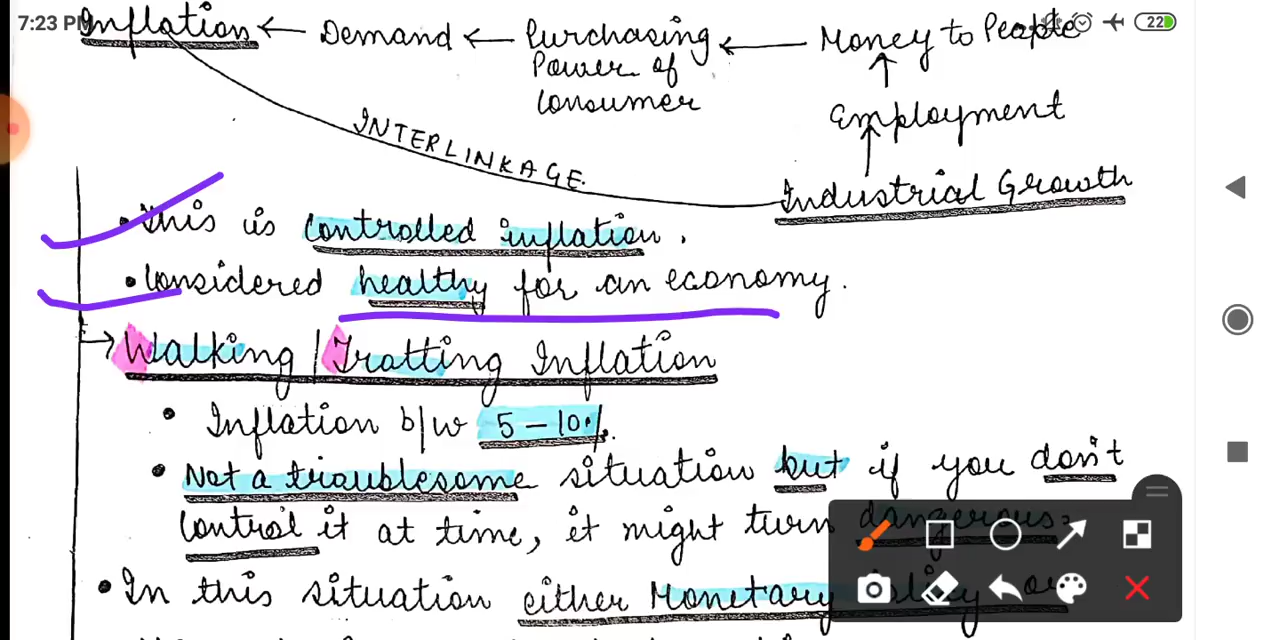 7:23 PM
22
Inflation ← Demand ← Purchasing Power of Consumer ← Money to People
Employment
INTERLINKAGE
Industrial Growth
• This is controlled inflation.
• Considered healthy for an economy.
→ Walking / Trotting Inflation
• Inflation b/w 5 – 10%.
• Not a troublesome situation but if you don't
control it at time, it might turn dangerous.
• In this situation either Monetary